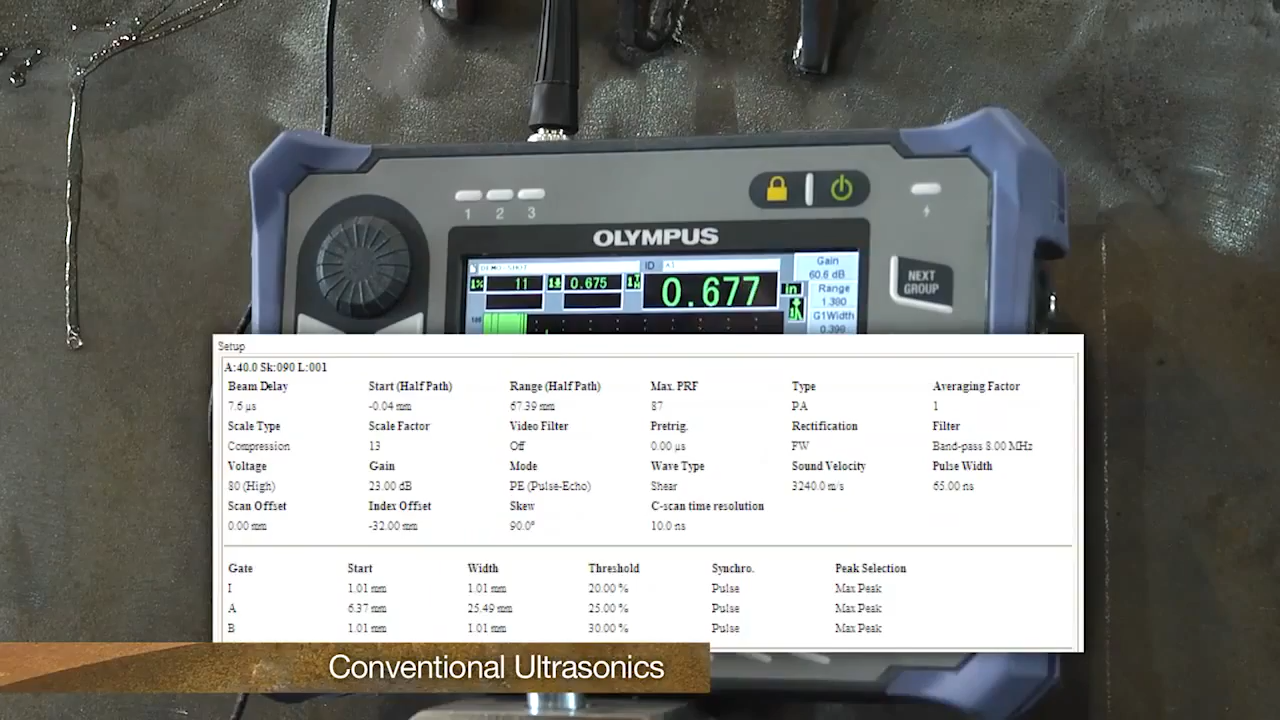 1 2 3
OLYMPUS
NEXT
GROUP
ID
1% 11 0.675 0.677 in
Gain
60.6 dB
Range
1.380
G1Width
0.399
100
Setup
A:40.0 Sk:090 L:001
Beam Delay Start (Half Path) Range (Half Path) Max. PRF Type Averaging Factor
7.6 µs -0.04 mm 67.39 mm 87 PA 1
Scale Type Scale Factor Video Filter Pretrig. Rectification Filter
Compression 13 Off 0.00 µs FW Band-pass 8.00 MHz
Voltage Gain Mode Wave Type Sound Velocity Pulse Width
80 (High) 23.00 dB PE (Pulse-Echo) Shear 3240.0 m/s 65.00 ns
Scan Offset Index Offset Skew C-scan time resolution
0.00 mm -32.00 mm 90.0° 10.0 ns
Gate Start Width Threshold Synchro. Peak Selection
I 1.01 mm 1.01 mm 20.00 % Pulse Max Peak
A 6.37 mm 25.49 mm 25.00 % Pulse Max Peak
B 1.01 mm 1.01 mm 30.00 % Pulse Max Peak
Conventional Ultrasonics